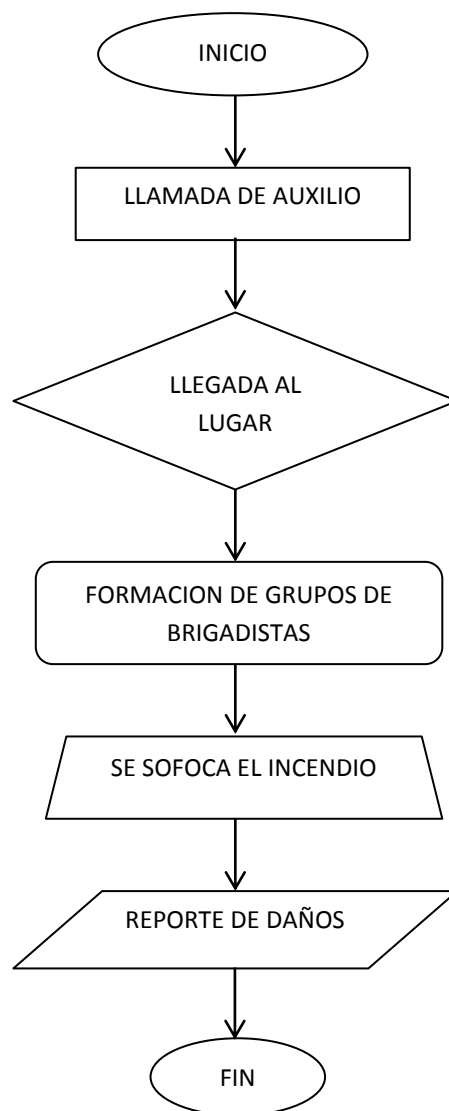 INICIO
LLAMADA DE AUXILIO
LLEGADA AL
LUGAR
FORMACION DE GRUPOS DE
BRIGADISTAS
SE SOFOCA EL INCENDIO
REPORTE DE DAÑOS
FIN